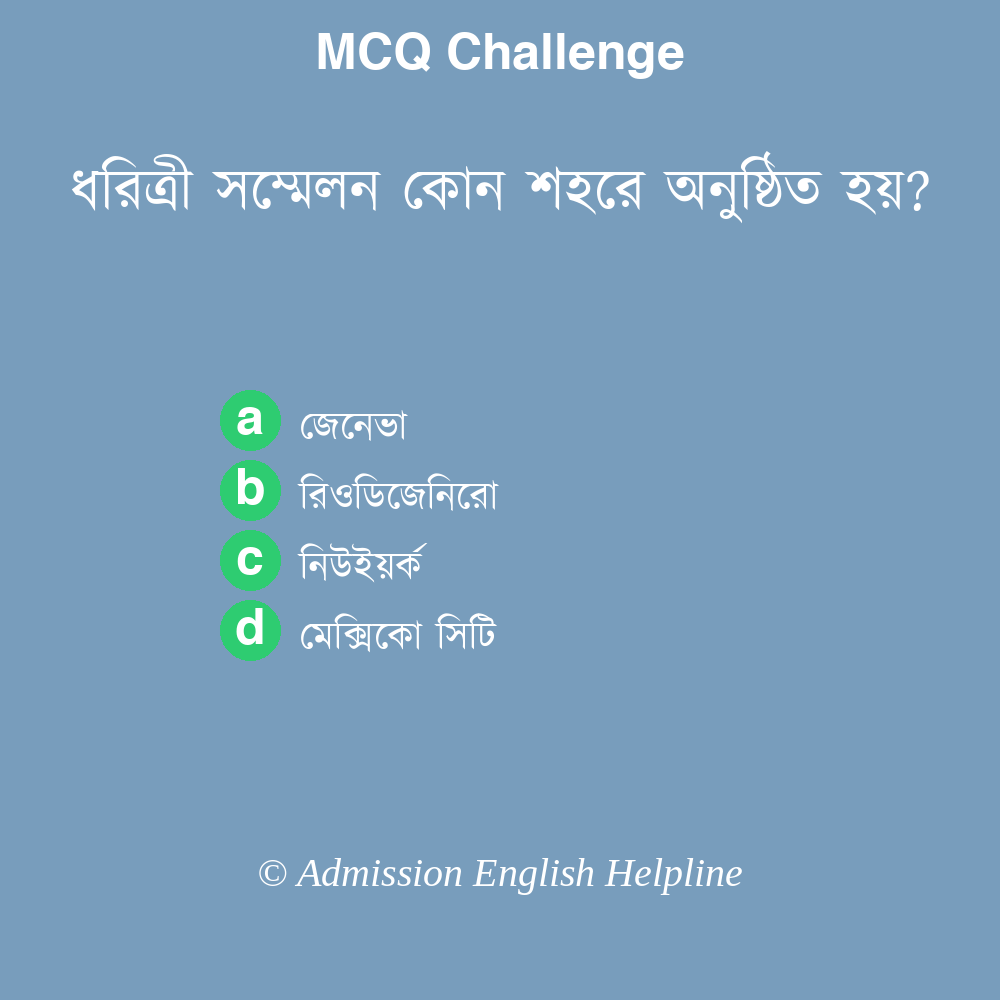 MCQ Challenge
ধরিত্রী সম্মেলন কোন শহরে অনুষ্ঠিত হয়?
a জেনেভা
b রিওডিজেনিরো
c নিউইয়র্ক
d মেক্সিকো সিটি
© Admission English Helpline